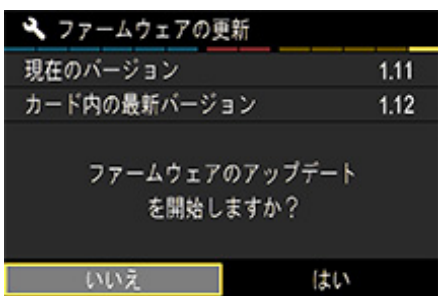 ファームウェアの更新
現在のバージョン 1.11
カード内の最新バージョン 1.12
ファームウェアのアップデート
を開始しますか？
いいえ はい